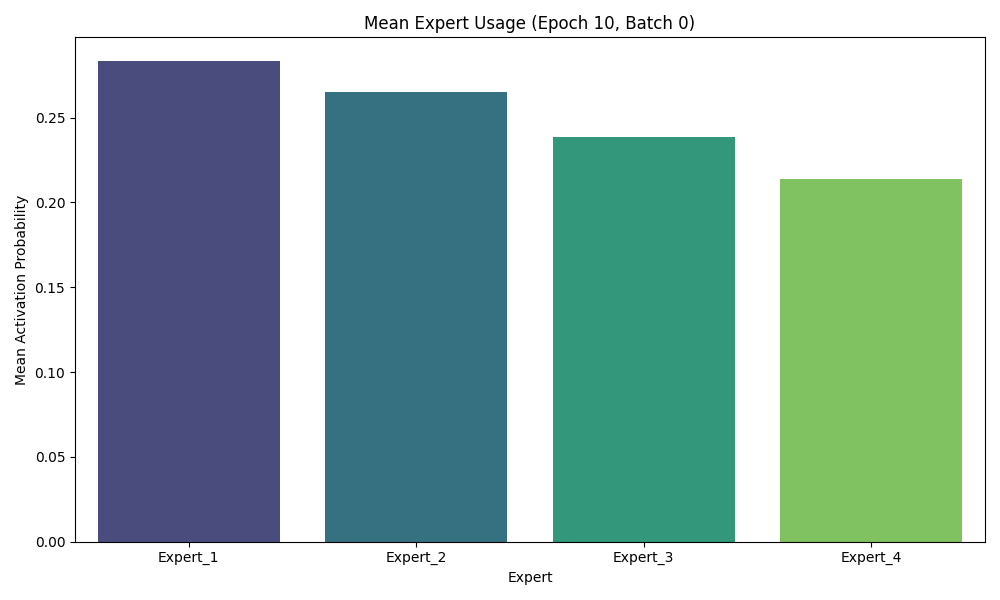 Mean Expert Usage (Epoch 10, Batch 0)
Mean Activation Probability
0.25
0.20
0.15
0.10
0.05
0.00
Expert_1 Expert_2 Expert_3 Expert_4
Expert